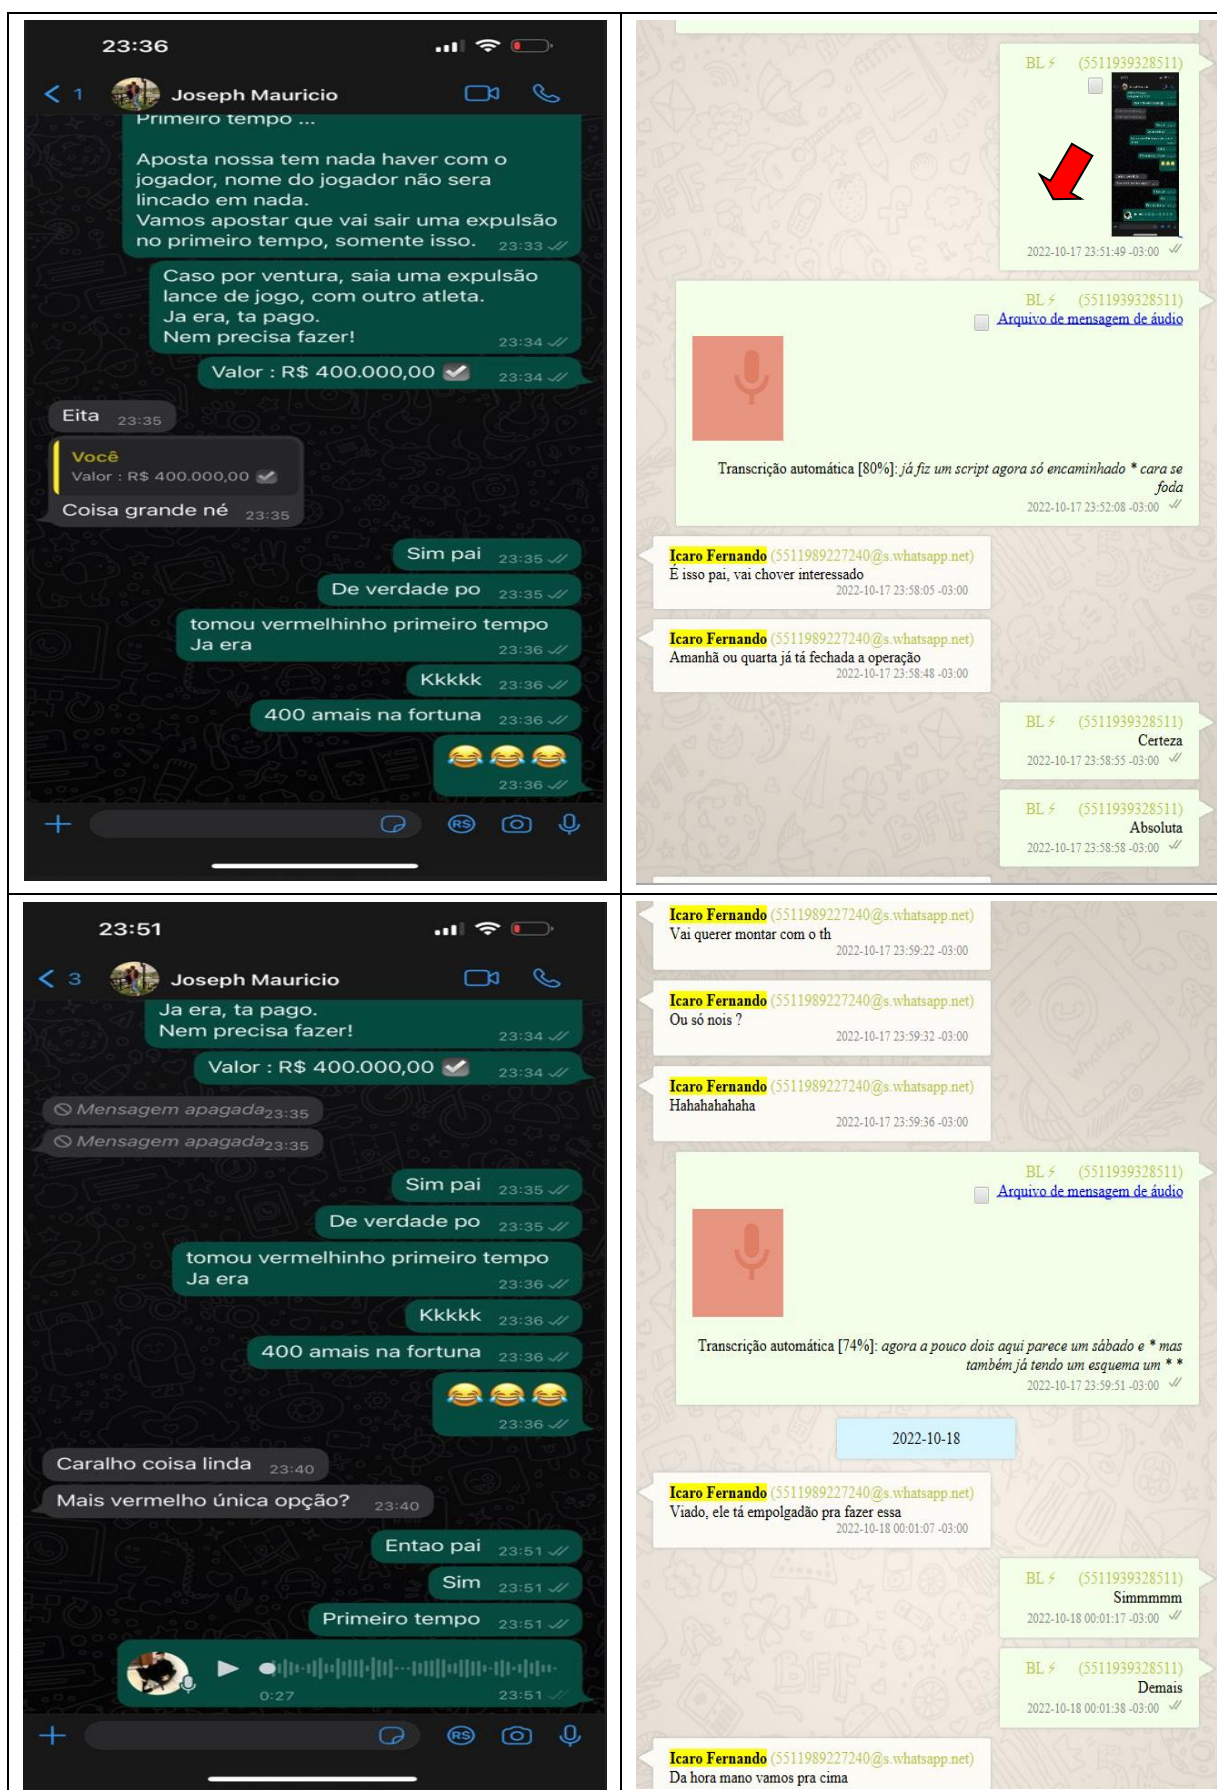 23:36
1 Joseph Mauricio
Primeiro tempo ...
Aposta nossa tem nada haver com o
jogador, nome do jogador não sera
lincado em nada.
Vamos apostar que vai sair uma expulsão
no primeiro tempo, somente isso. 23:33
Caso por ventura, saia uma expulsão
lance de jogo, com outro atleta.
Ja era, ta pago.
Nem precisa fazer! 23:34
Valor : R$ 400.000,00 ✅ 23:34
Eita 23:35
Você
Valor : R$ 400.000,00 ✅
Coisa grande né 23:35
Sim pai 23:35
De verdade po 23:35
tomou vermelhinho primeiro tempo
Ja era 23:36
Kkkkk 23:36
400 amais na fortuna 23:36
😂😂😂
23:36
R$
BL⚡ (5511939328511)
2022-10-17 23:51:49 -03:00
BL⚡ (5511939328511)
Arquivo de mensagem de áudio
Transcrição automática [80%]: já fiz um script agora só encaminhado * cara se
foda
2022-10-17 23:52:08 -03:00
Icaro Fernando (5511989227240@s.whatsapp.net)
É isso pai, vai chover interessado
2022-10-17 23:58:05 -03:00
Icaro Fernando (5511989227240@s.whatsapp.net)
Amanhã ou quarta já tá fechada a operação
2022-10-17 23:58:48 -03:00
BL⚡ (5511939328511)
Certeza
2022-10-17 23:58:55 -03:00
BL⚡ (5511939328511)
Absoluta
2022-10-17 23:58:58 -03:00
23:51
3 Joseph Mauricio
Ja era, ta pago.
Nem precisa fazer! 23:34
Valor : R$ 400.000,00 ✅ 23:34
Mensagem apagada 23:35
Mensagem apagada 23:35
Sim pai 23:35
De verdade po 23:35
tomou vermelhinho primeiro tempo
Ja era 23:36
Kkkkk 23:36
400 amais na fortuna 23:36
😂😂😂
23:36
Caralho coisa linda 23:40
Mais vermelho única opção? 23:40
Entao pai 23:51
Sim 23:51
Primeiro tempo 23:51
0:27 23:51
R$
Icaro Fernando (5511989227240@s.whatsapp.net)
Vai querer montar com o th
2022-10-17 23:59:22 -03:00
Icaro Fernando (5511989227240@s.whatsapp.net)
Ou só nois ?
2022-10-17 23:59:32 -03:00
Icaro Fernando (5511989227240@s.whatsapp.net)
Hahahahahaha
2022-10-17 23:59:36 -03:00
BL⚡ (5511939328511)
Arquivo de mensagem de áudio
Transcrição automática [74%]: agora a pouco dois aqui parece um sábado e * mas
também já tendo um esquema um * *
2022-10-17 23:59:51 -03:00
2022-10-18
Icaro Fernando (5511989227240@s.whatsapp.net)
Viado, ele tá empolgadão pra fazer essa
2022-10-18 00:01:07 -03:00
BL⚡ (5511939328511)
Simmmmm
2022-10-18 00:01:17 -03:00
BL⚡ (5511939328511)
Demais
2022-10-18 00:01:38 -03:00
Icaro Fernando (5511989227240@s.whatsapp.net)
Da hora mano vamos pra cima